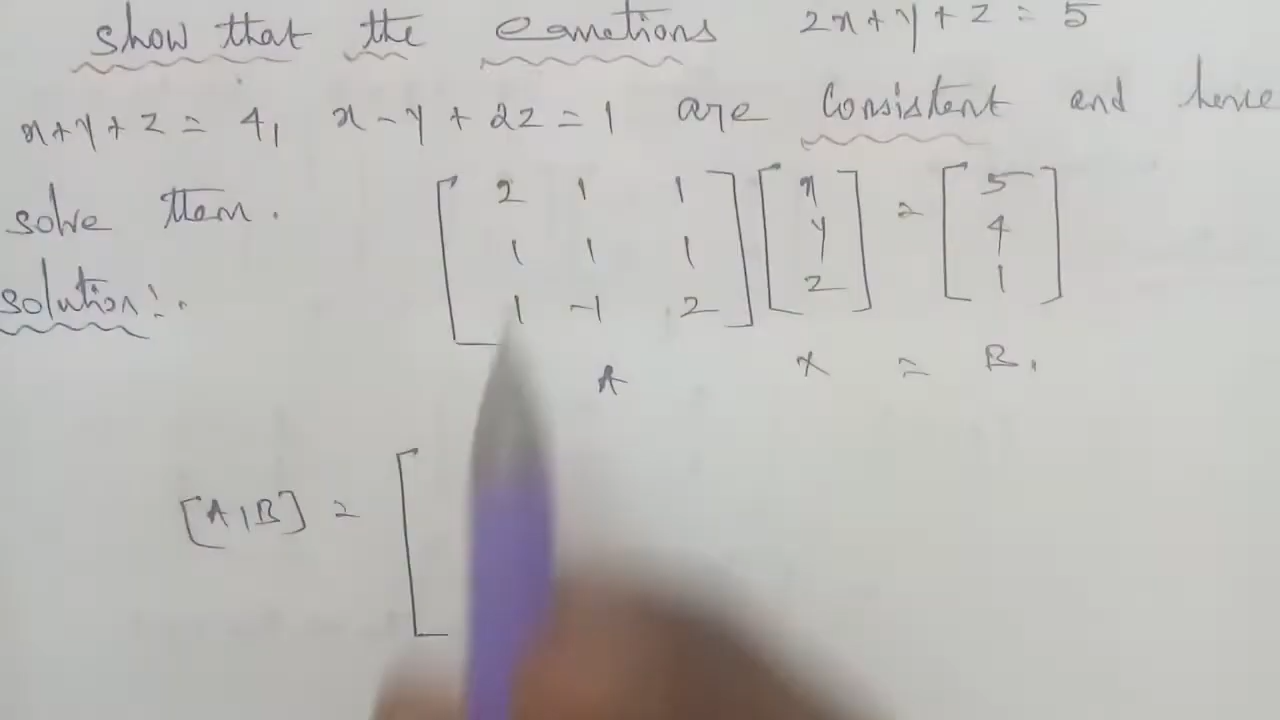 show that the equations 2x + y + z = 5
x + y + z = 4, x - y + 2z = 1 are consistent and hence
solve them.
solution:.
[ 2 1 1 ] [ x ] = [ 5 ]
[ 1 1 1 ] [ y ] [ 4 ]
[ 1 -1 2 ] [ z ] [ 1 ]
A X = B.
[A|B] = [